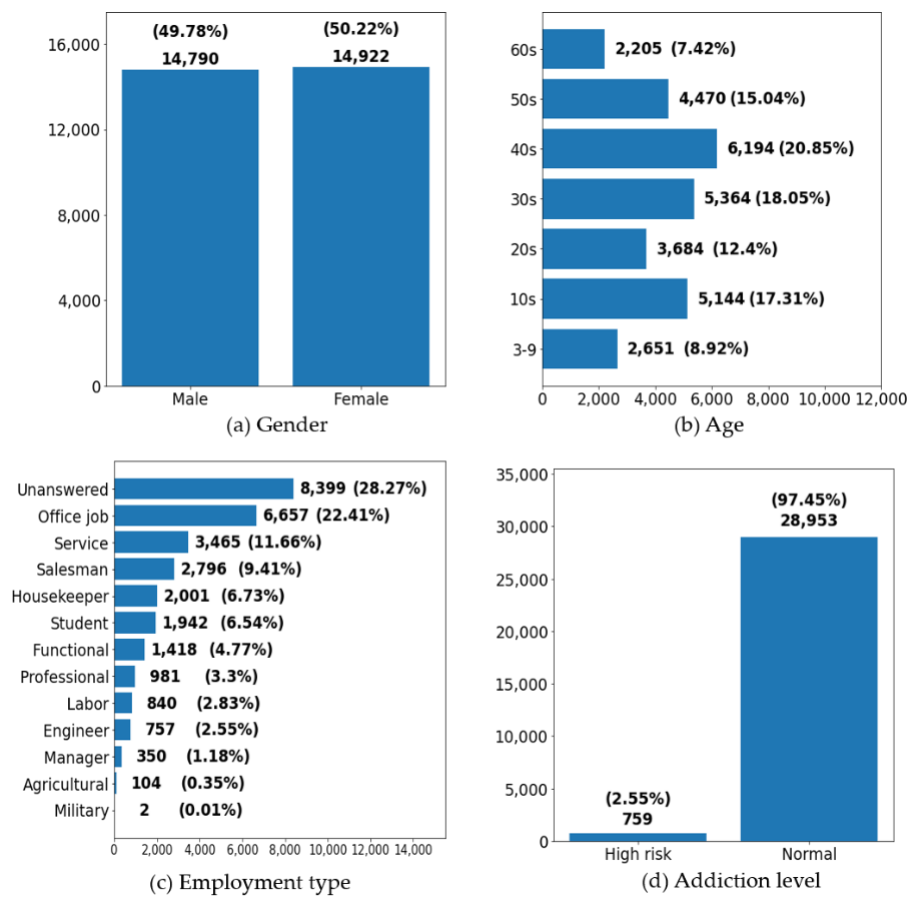 (49.78%) (50.22%)
14,790 14,922
16,000
12,000
8,000
4,000
0
Male Female
(a) Gender
60s 2,205 (7.42%)
50s 4,470 (15.04%)
40s 6,194 (20.85%)
30s 5,364 (18.05%)
20s 3,684 (12.4%)
10s 5,144 (17.31%)
3-9 2,651 (8.92%)
0 2,000 4,000 6,000 8,000 10,000 12,000
(b) Age
Unanswered 8,399 (28.27%)
Office job 6,657 (22.41%)
Service 3,465 (11.66%)
Salesman 2,796 (9.41%)
Housekeeper 2,001 (6.73%)
Student 1,942 (6.54%)
Functional 1,418 (4.77%)
Professional 981 (3.3%)
Labor 840 (2.83%)
Engineer 757 (2.55%)
Manager 350 (1.18%)
Agricultural 104 (0.35%)
Military 2 (0.01%)
0 2,000 4,000 6,000 8,000 10,000 12,000 14,000
(c) Employment type
35,000
30,000
25,000
20,000
15,000
10,000
5,000
0
(97.45%)
28,953
(2.55%)
759
High risk Normal
(d) Addiction level